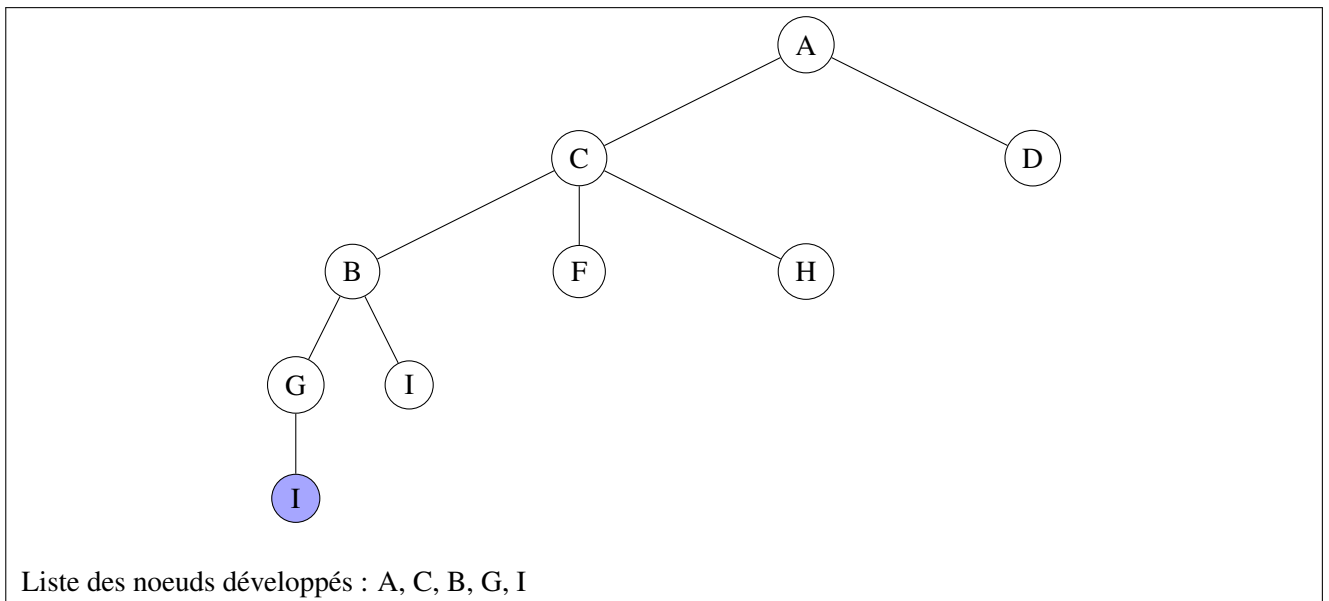 A
C D
B F H
G I
I
Liste des noeuds développés : A, C, B, G, I